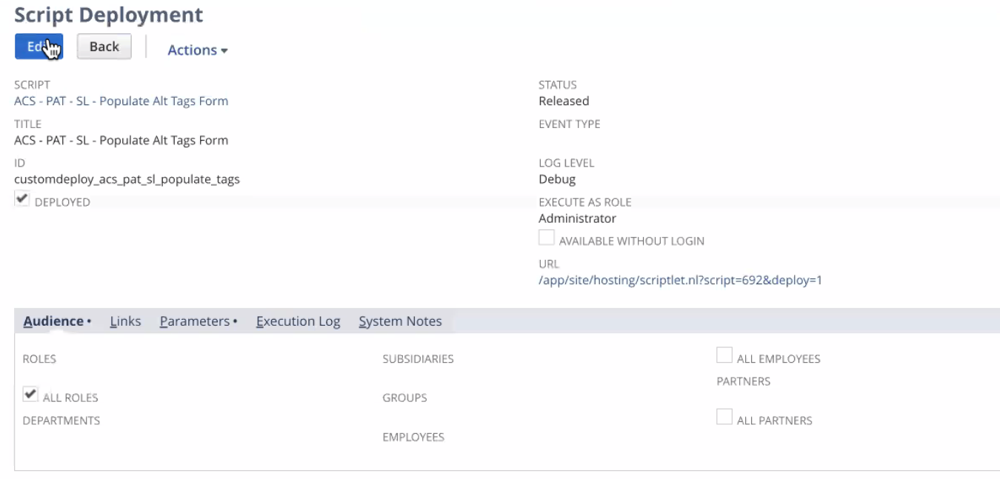 Script Deployment
Back
Actions
SCRIPT
ACS - PAT - SL - Populate Alt Tags Form
TITLE
ACS - PAT - SL - Populate Alt Tags Form
ID
customdeploy_acs_pat_sl_populate_tags
DEPLOYED
STATUS
Released
EVENT TYPE
LOG LEVEL
Debug
EXECUTE AS ROLE
Administrator
AVAILABLE WITHOUT LOGIN
URL
/app/site/hosting/scriptlet.nl?script=692&deploy=1
Audience • Links Parameters • Execution Log System Notes
ROLES
ALL ROLES
DEPARTMENTS
SUBSIDIARIES
GROUPS
EMPLOYEES
ALL EMPLOYEES
PARTNERS
ALL PARTNERS